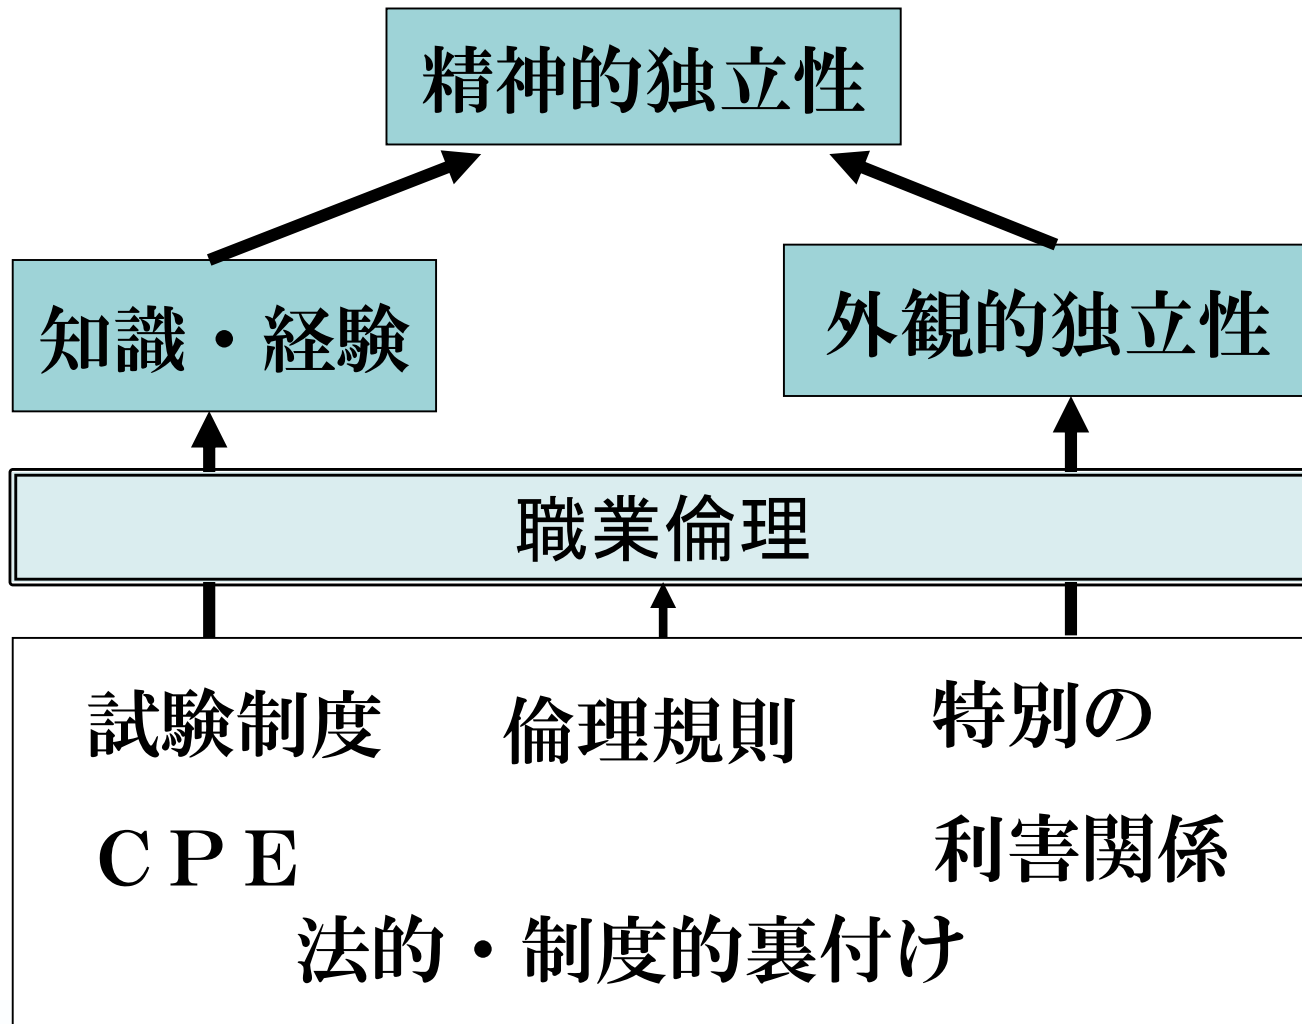 精神的独立性
知識・経験
外観的独立性
職業倫理
試験制度
倫理規則
特別の
ＣＰＥ
利害関係
法的・制度的裏付け